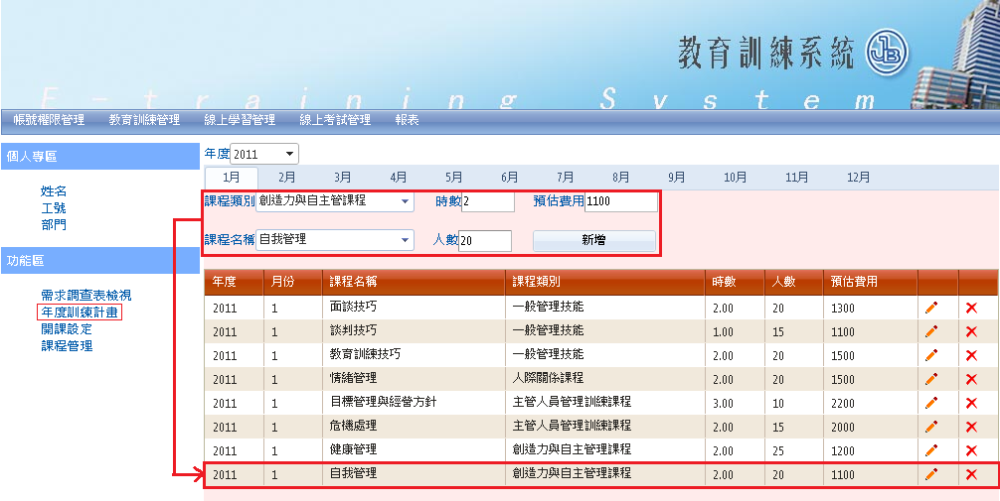 教育訓練系統 JB
E-training System
帳號權限管理 教育訓練管理 線上學習管理 線上考試管理 報表
個人專區
姓名
工號
部門
功能區
需求調查表檢視
年度訓練計畫
開課設定
課程管理
年度 2011
1月 2月 3月 4月 5月 6月 7月 8月 9月 10月 11月 12月
課程類別 創造力與自主管課程 時數 2 預估費用 1100
課程名稱 自我管理 人數 20 新增
年度 月份 課程名稱 課程類別 時數 人數 預估費用
2011 1 面談技巧 一般管理技能 2.00 20 1300
2011 1 談判技巧 一般管理技能 1.00 15 1100
2011 1 教育訓練技巧 一般管理技能 2.00 20 1500
2011 1 情緒管理 人際關係課程 2.00 20 1500
2011 1 目標管理與經營方針 主管人員管理訓練課程 3.00 10 2200
2011 1 危機處理 主管人員管理訓練課程 2.00 15 2000
2011 1 健康管理 創造力與自主管理課程 2.00 25 1200
2011 1 自我管理 創造力與自主管理課程 2.00 20 1100